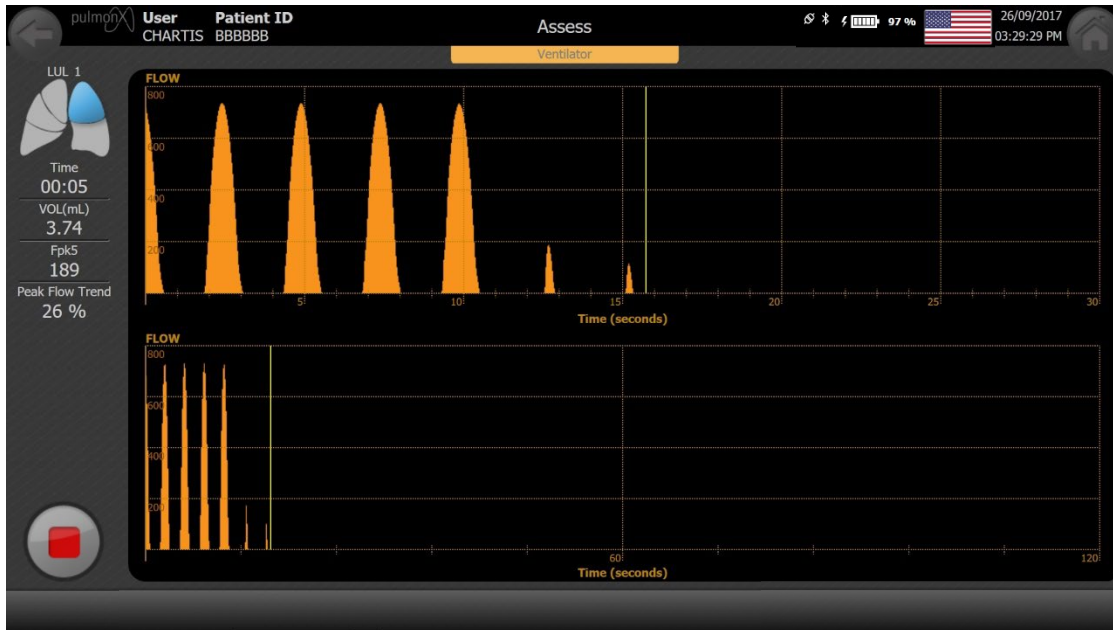 pulmonx User Patient ID
CHARTIS BBBBBB
Assess
97 %
26/09/2017
03:29:29 PM
Ventilator
LUL 1
Time
00:05
VOL(mL)
3.74
Fpk5
189
Peak Flow Trend
26 %
FLOW
800
600
400
200
5 10 15 20 25 30
Time (seconds)
FLOW
800
600
400
200
60 120
Time (seconds)